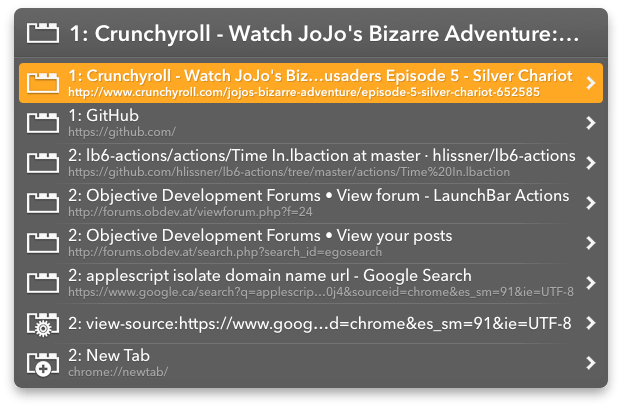 1: Crunchyroll - Watch JoJo's Bizarre Adventure:...
1: Crunchyroll - Watch JoJo's Biz...usaders Episode 5 - Silver Chariot
http://www.crunchyroll.com/jojos-bizarre-adventure/episode-5-silver-chariot-652585
1: GitHub
https://github.com/
2: lb6-actions/actions/Time In.lbaction at master · hlissner/lb6-actions
https://github.com/hlissner/lb6-actions/tree/master/actions/Time%20In.lbaction
2: Objective Development Forums • View forum - LaunchBar Actions
http://forums.obdev.at/viewforum.php?f=24
2: Objective Development Forums • View your posts
http://forums.obdev.at/search.php?search_id=egosearch
2: applescript isolate domain name url - Google Search
https://www.google.ca/search?q=applescrip...0j4&sourceid=chrome&es_sm=91&ie=UTF-8
2: view-source:https://www.goog...d=chrome&es_sm=91&ie=UTF-8
2: New Tab
chrome://newtab/